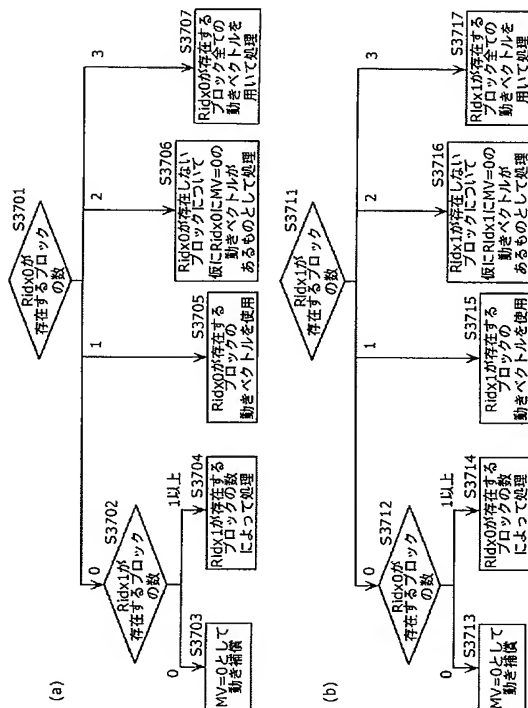 (a)
S3701
Ridx0が
存在するブロック
の数
0
1
2
3
S3702
Ridx1が
存在するブロック
の数
0
1以上
S3703
MV=0として
動き補償
S3704
Ridx1が存在する
ブロックの数
によって処理
S3705
Ridx0が存在する
ブロックの
動きベクトルを使用
S3706
Ridx0が存在しない
ブロックについて
仮にRidx0にMV=0の
動きベクトルが
あるものとして処理
S3707
Ridx0が存在する
ブロック全ての
動きベクトルを
用いて処理
(b)
S3711
Ridx1が
存在するブロック
の数
0
1
2
3
S3712
Ridx0が
存在するブロック
の数
0
1以上
S3713
MV=0として
動き補償
S3714
Ridx0が存在する
ブロックの数
によって処理
S3715
Ridx1が存在する
ブロックの
動きベクトルを使用
S3716
Ridx1が存在しない
ブロックについて
仮にRidx1にMV=0の
動きベクトルが
あるものとして処理
S3717
Ridx1が存在する
ブロック全ての
動きベクトルを
用いて処理